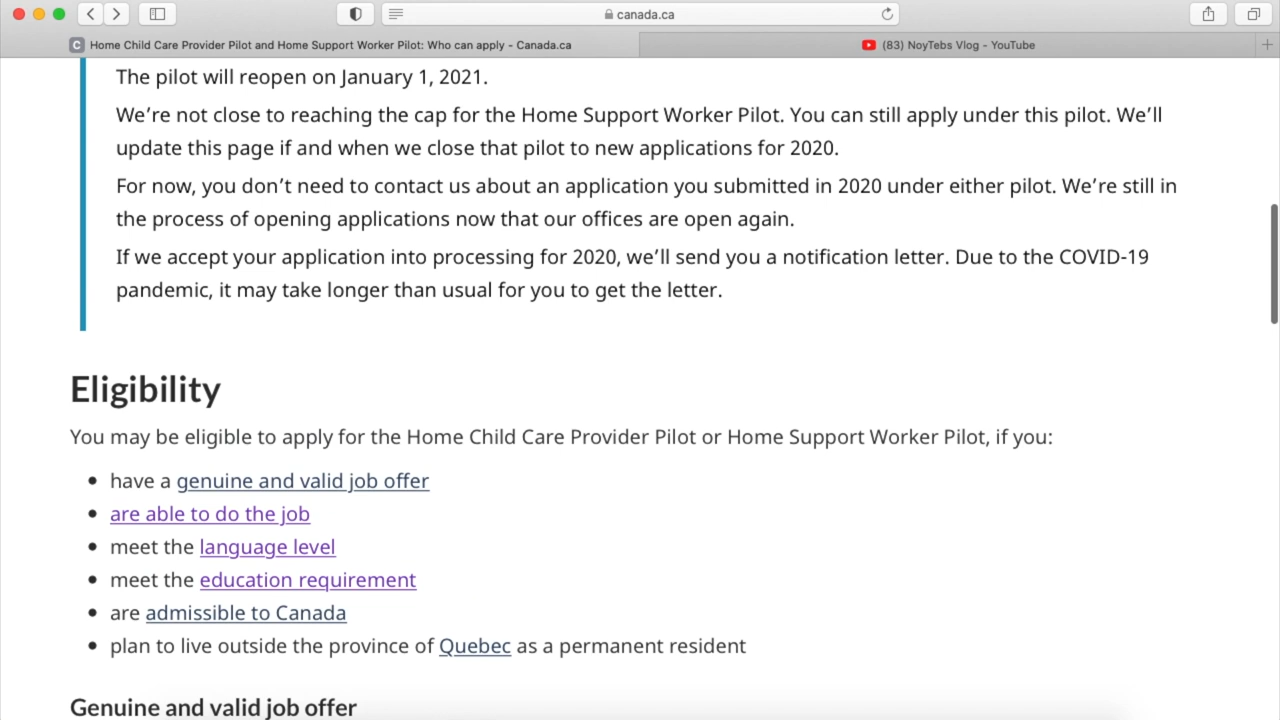 canada.ca
Home Child Care Provider Pilot and Home Support Worker Pilot: Who can apply - Canada.ca
(83) NoyTebs Vlog - YouTube
The pilot will reopen on January 1, 2021.
We’re not close to reaching the cap for the Home Support Worker Pilot. You can still apply under this pilot. We’ll
update this page if and when we close that pilot to new applications for 2020.
For now, you don’t need to contact us about an application you submitted in 2020 under either pilot. We’re still in
the process of opening applications now that our offices are open again.
If we accept your application into processing for 2020, we’ll send you a notification letter. Due to the COVID-19
pandemic, it may take longer than usual for you to get the letter.
Eligibility
You may be eligible to apply for the Home Child Care Provider Pilot or Home Support Worker Pilot, if you:
• have a genuine and valid job offer
• are able to do the job
• meet the language level
• meet the education requirement
• are admissible to Canada
• plan to live outside the province of Quebec as a permanent resident
Genuine and valid job offer